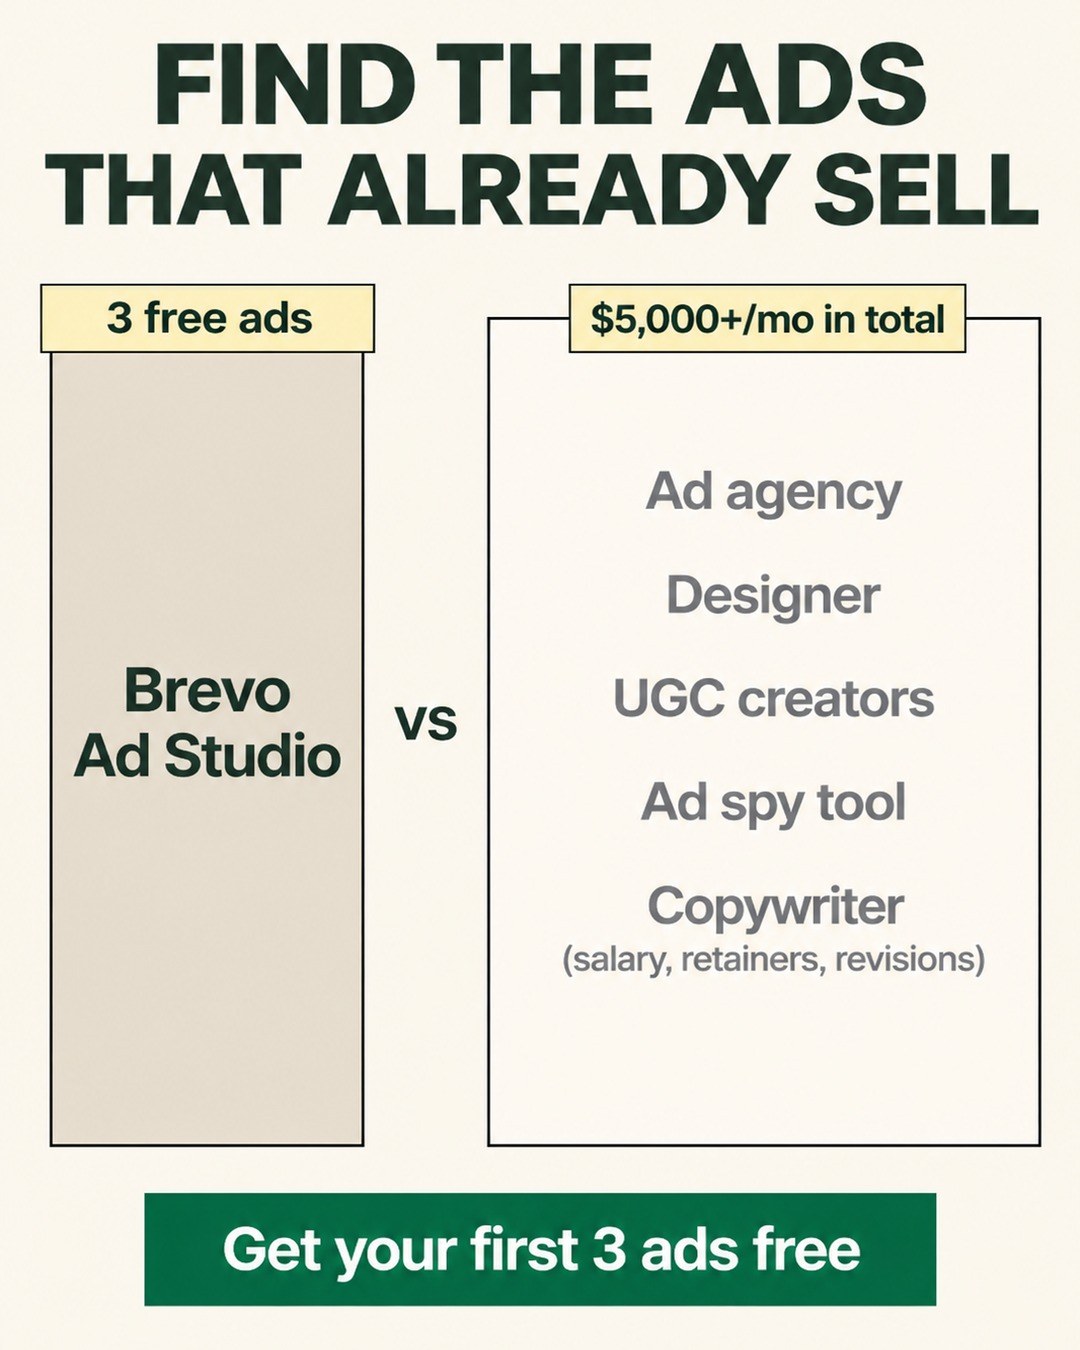 FIND THE ADS
THAT ALREADY SELL
3 free ads
$5,000+/mo in total
Brevo
Ad Studio
vs
Ad agency
Designer
UGC creators
Ad spy tool
Copywriter
(salary, retainers, revisions)
Get your first 3 ads free